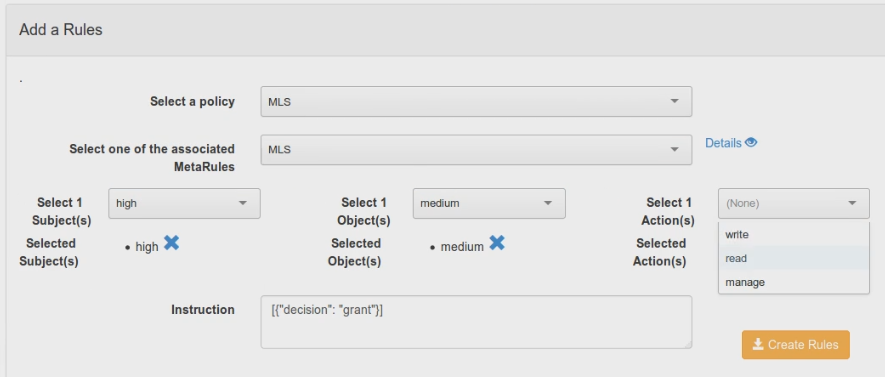 Add a Rules
.
Select a policy
MLS
Select one of the associated
MetaRules
MLS
Details
Select 1
Subject(s)
high
Select 1
Object(s)
medium
Select 1
Action(s)
(None)
Selected
Subject(s)
• high
Selected
Object(s)
• medium
Selected
Action(s)
write
read
manage
Instruction
[{"decision": "grant"}]
Create Rules